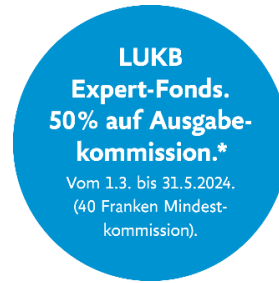 LUKB
Expert-Fonds.
50% auf Ausgabe-
kommission.*
Vom 1.3. bis 31.5.2024.
(40 Franken Mindest-
kommission).